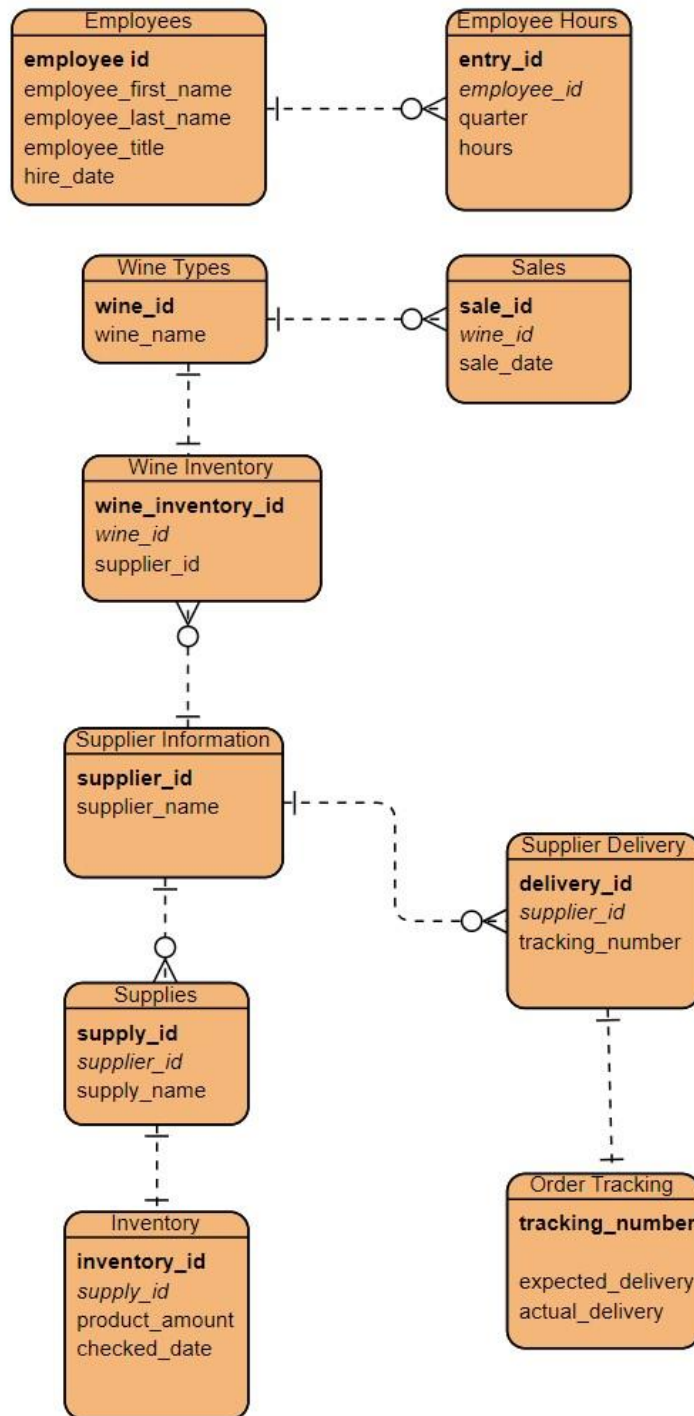 Employees
employee id
employee_first_name
employee_last_name
employee_title
hire_date
Employee Hours
entry_id
employee_id
quarter
hours
Wine Types
wine_id
wine_name
Sales
sale_id
wine_id
sale_date
Wine Inventory
wine_inventory_id
wine_id
supplier_id
Supplier Information
supplier_id
supplier_name
Supplier Delivery
delivery_id
supplier_id
tracking_number
Supplies
supply_id
supplier_id
supply_name
Order Tracking
tracking_number
expected_delivery
actual_delivery
Inventory
inventory_id
supply_id
product_amount
checked_date